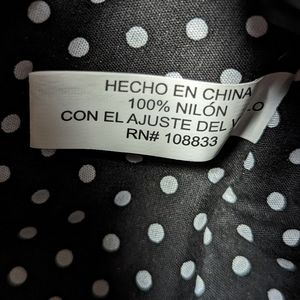 HECHO EN CHINA
100% NILÓN
CON EL AJUSTE DEL
RN# 108833